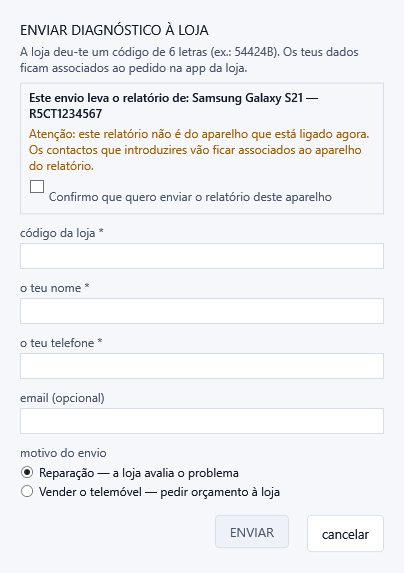 ENVIAR DIAGNÓSTICO À LOJA
A loja deu-te um código de 6 letras (ex.: 54424B). Os teus dados
ficam associados ao pedido na app da loja.
Este envio leva o relatório de: Samsung Galaxy S21 —
R5CT1234567
Atenção: este relatório não é do aparelho que está ligado agora.
Os contactos que introduzires vão ficar associados ao aparelho
do relatório.
Confirmo que quero enviar o relatório deste aparelho
código da loja *
o teu nome *
o teu telefone *
email (opcional)
motivo do envio
Reparação — a loja avalia o problema
Vender o telemóvel — pedir orçamento à loja
ENVIAR
cancelar